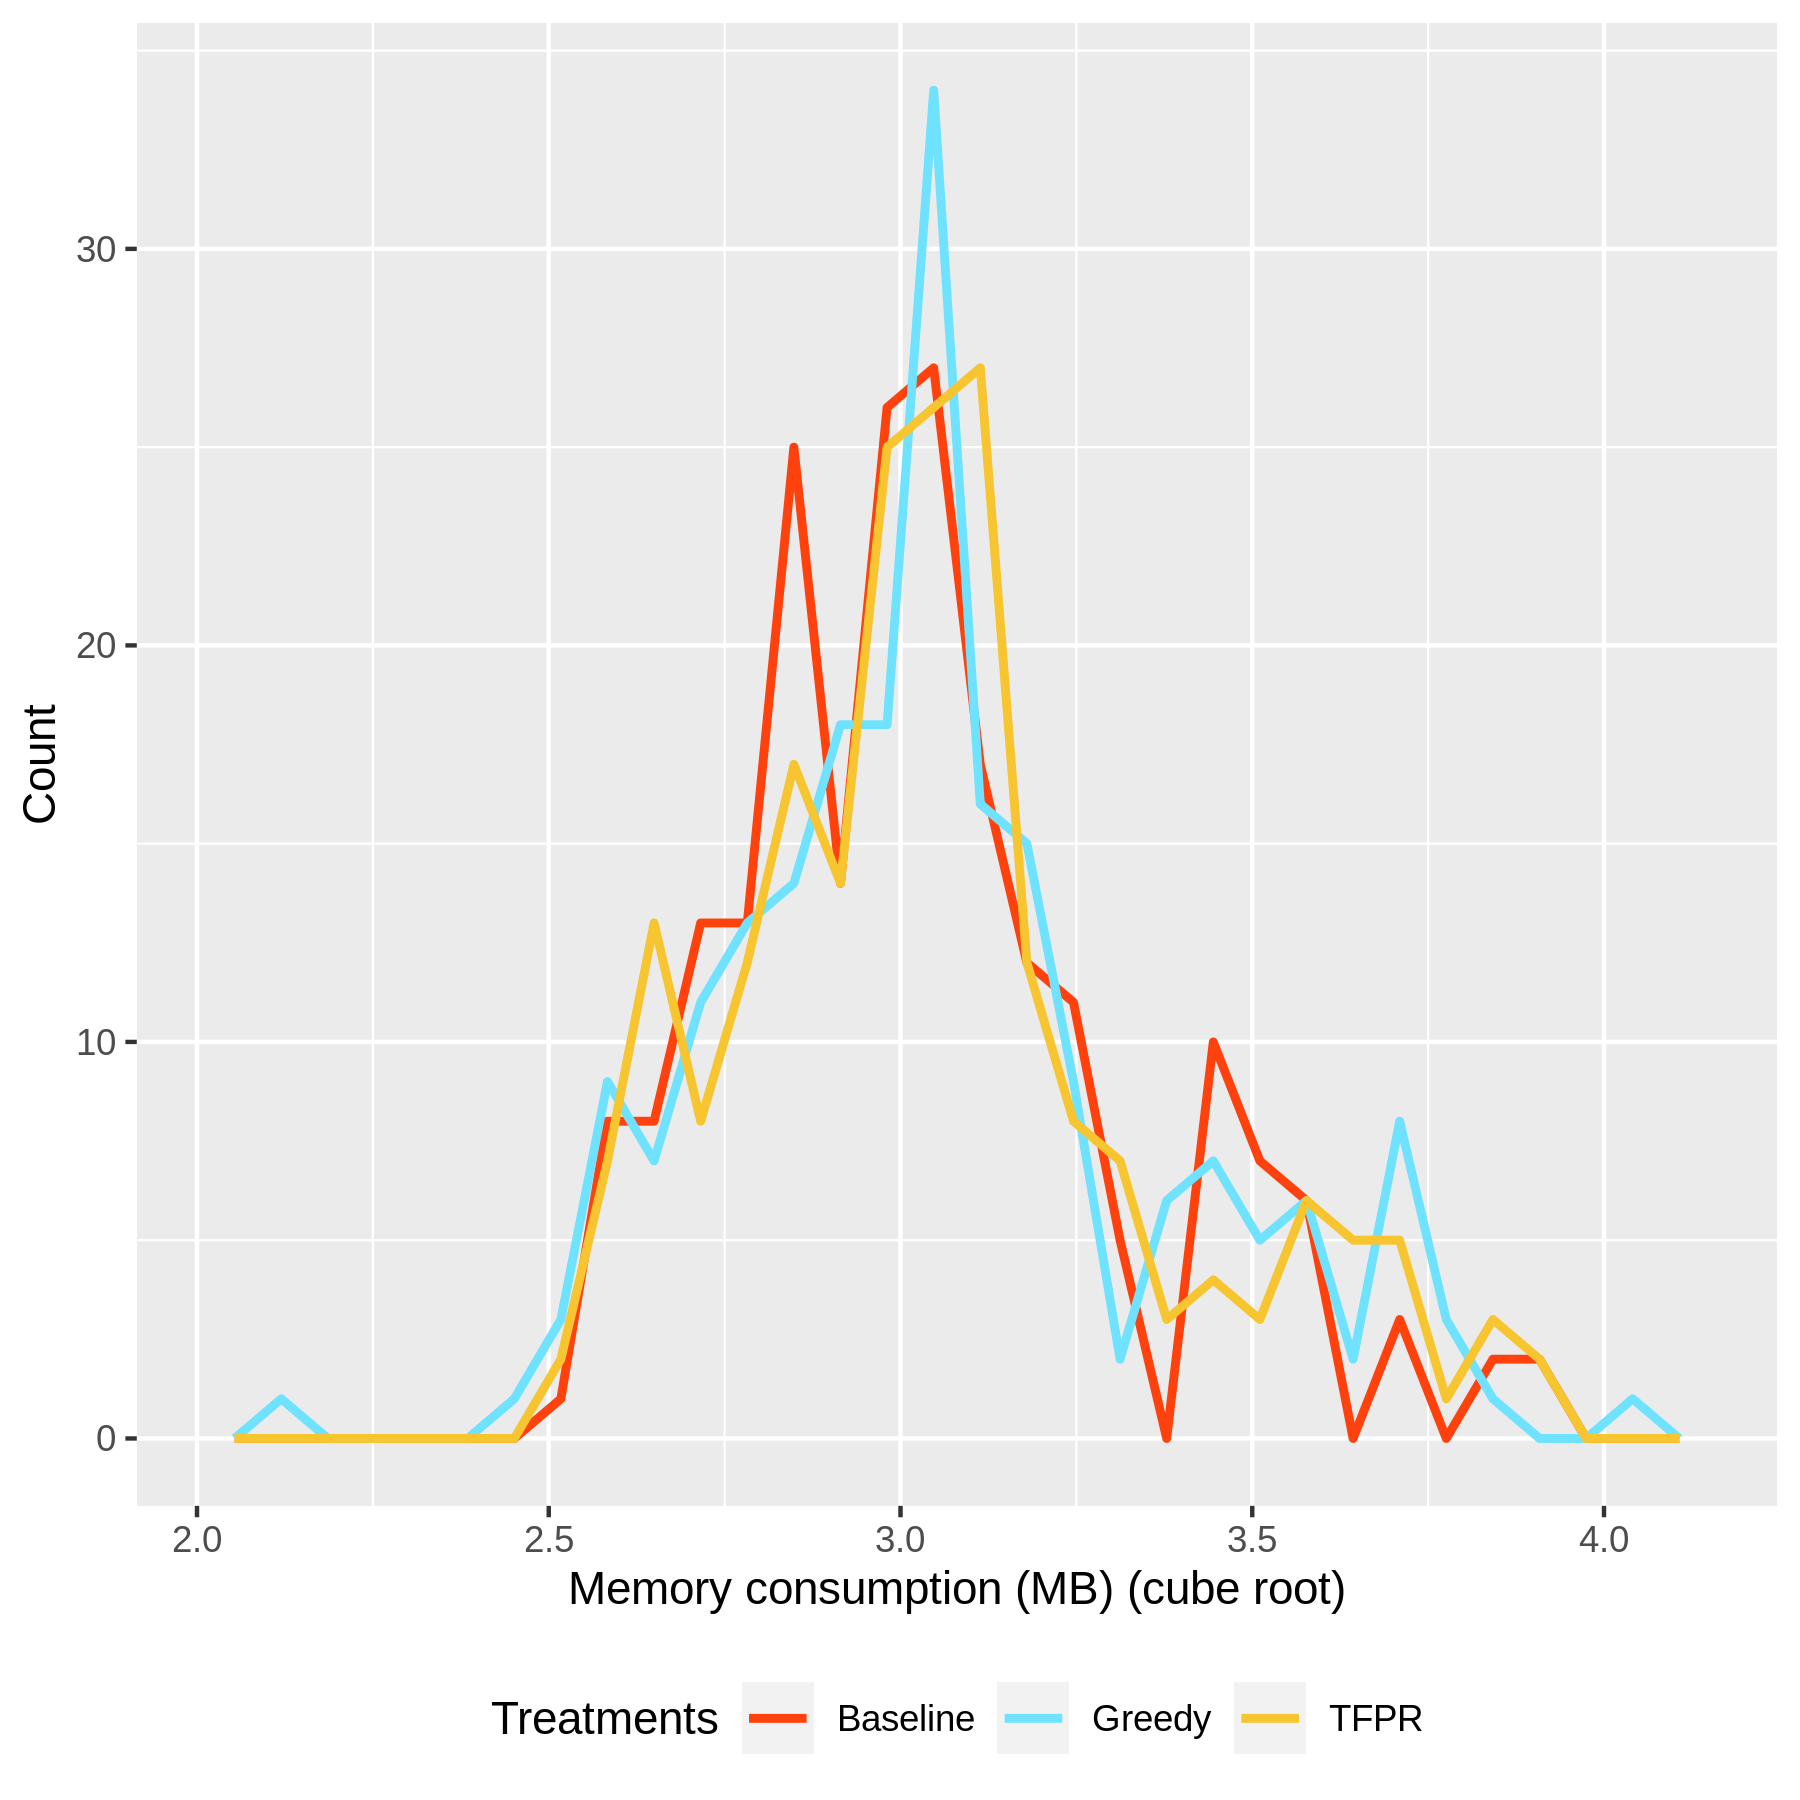 30
20
10
0
Count
2.0 2.5 3.0 3.5 4.0
Memory consumption (MB) (cube root)
Treatments Baseline Greedy TFPR